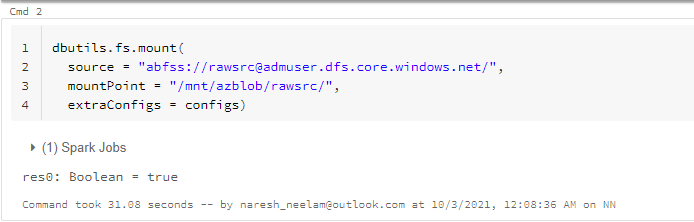 Cmd 2
1 dbutils.fs.mount(
2 source = "abfss://rawsrc@admuser.dfs.core.windows.net/",
3 mountPoint = "/mnt/azblob/rawsrc/",
4 extraConfigs = configs)
(1) Spark Jobs
res0: Boolean = true
Command took 31.08 seconds -- by naresh_neelam@outlook.com at 10/3/2021, 12:08:36 AM on NN